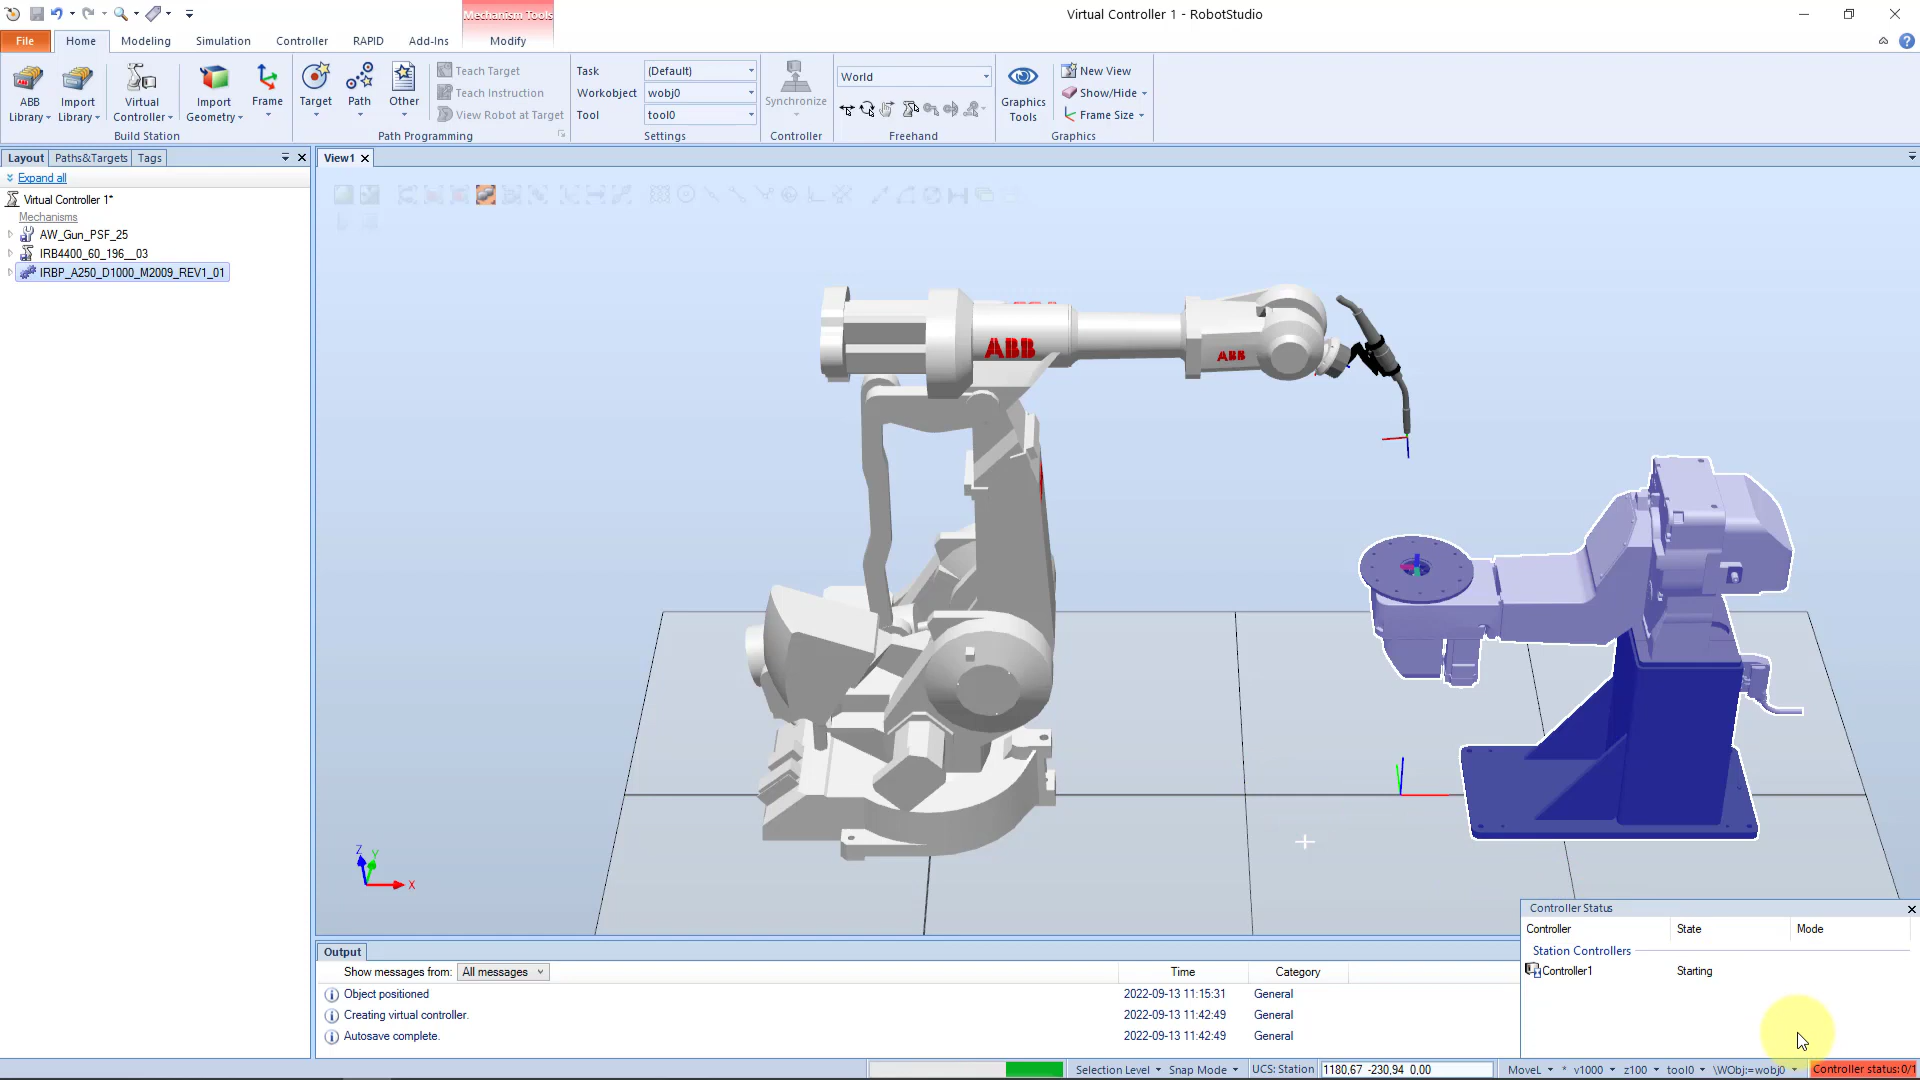 Mechanism Tools
Virtual Controller 1 - RobotStudio
File Home Modeling Simulation Controller RAPID Add-Ins Modify
ABB Library
Import Library
Virtual Controller
Import Geometry
Frame
Build Station
Target
Path
Other
Teach Target
Teach Instruction
View Robot at Target
Path Programming
Task (Default)
Workobject wobj0
Tool tool0
Settings
Synchronize
Controller
World
Freehand
Graphics Tools
New View
Show/Hide
Frame Size
Graphics
Layout Paths&Targets Tags
View1
Expand all
Virtual Controller 1*
Mechanisms
AW_Gun_PSF_25
IRB4400_60_196__03
IRBP_A250_D1000_M2009_REV1_01
ABB
ABB
Z
Y
X
Output
Show messages from: All messages
Time Category
Object positioned 2022-09-13 11:15:31 General
Creating virtual controller. 2022-09-13 11:42:49 General
Autosave complete. 2022-09-13 11:42:49 General
Controller Status
Controller State Mode
Station Controllers
Controller1 Starting
Selection Level Snap Mode UCS: Station 1180,67 -230,94 0,00 MoveL * v1000 z100 tool0 \WObj:=wobj0 Controller status: 0/1